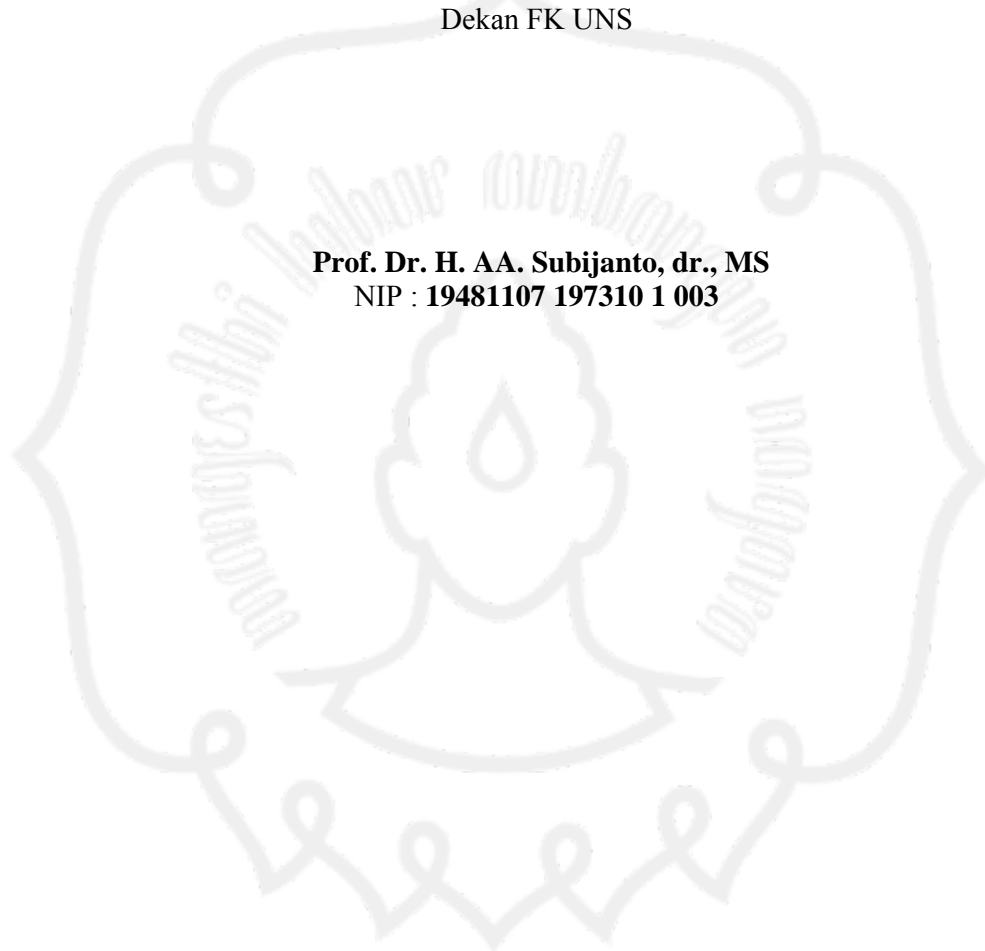 Dekan FK UNS
Prof. Dr. H. AA. Subijanto, dr., MS
NIP : 19481107 197310 1 003